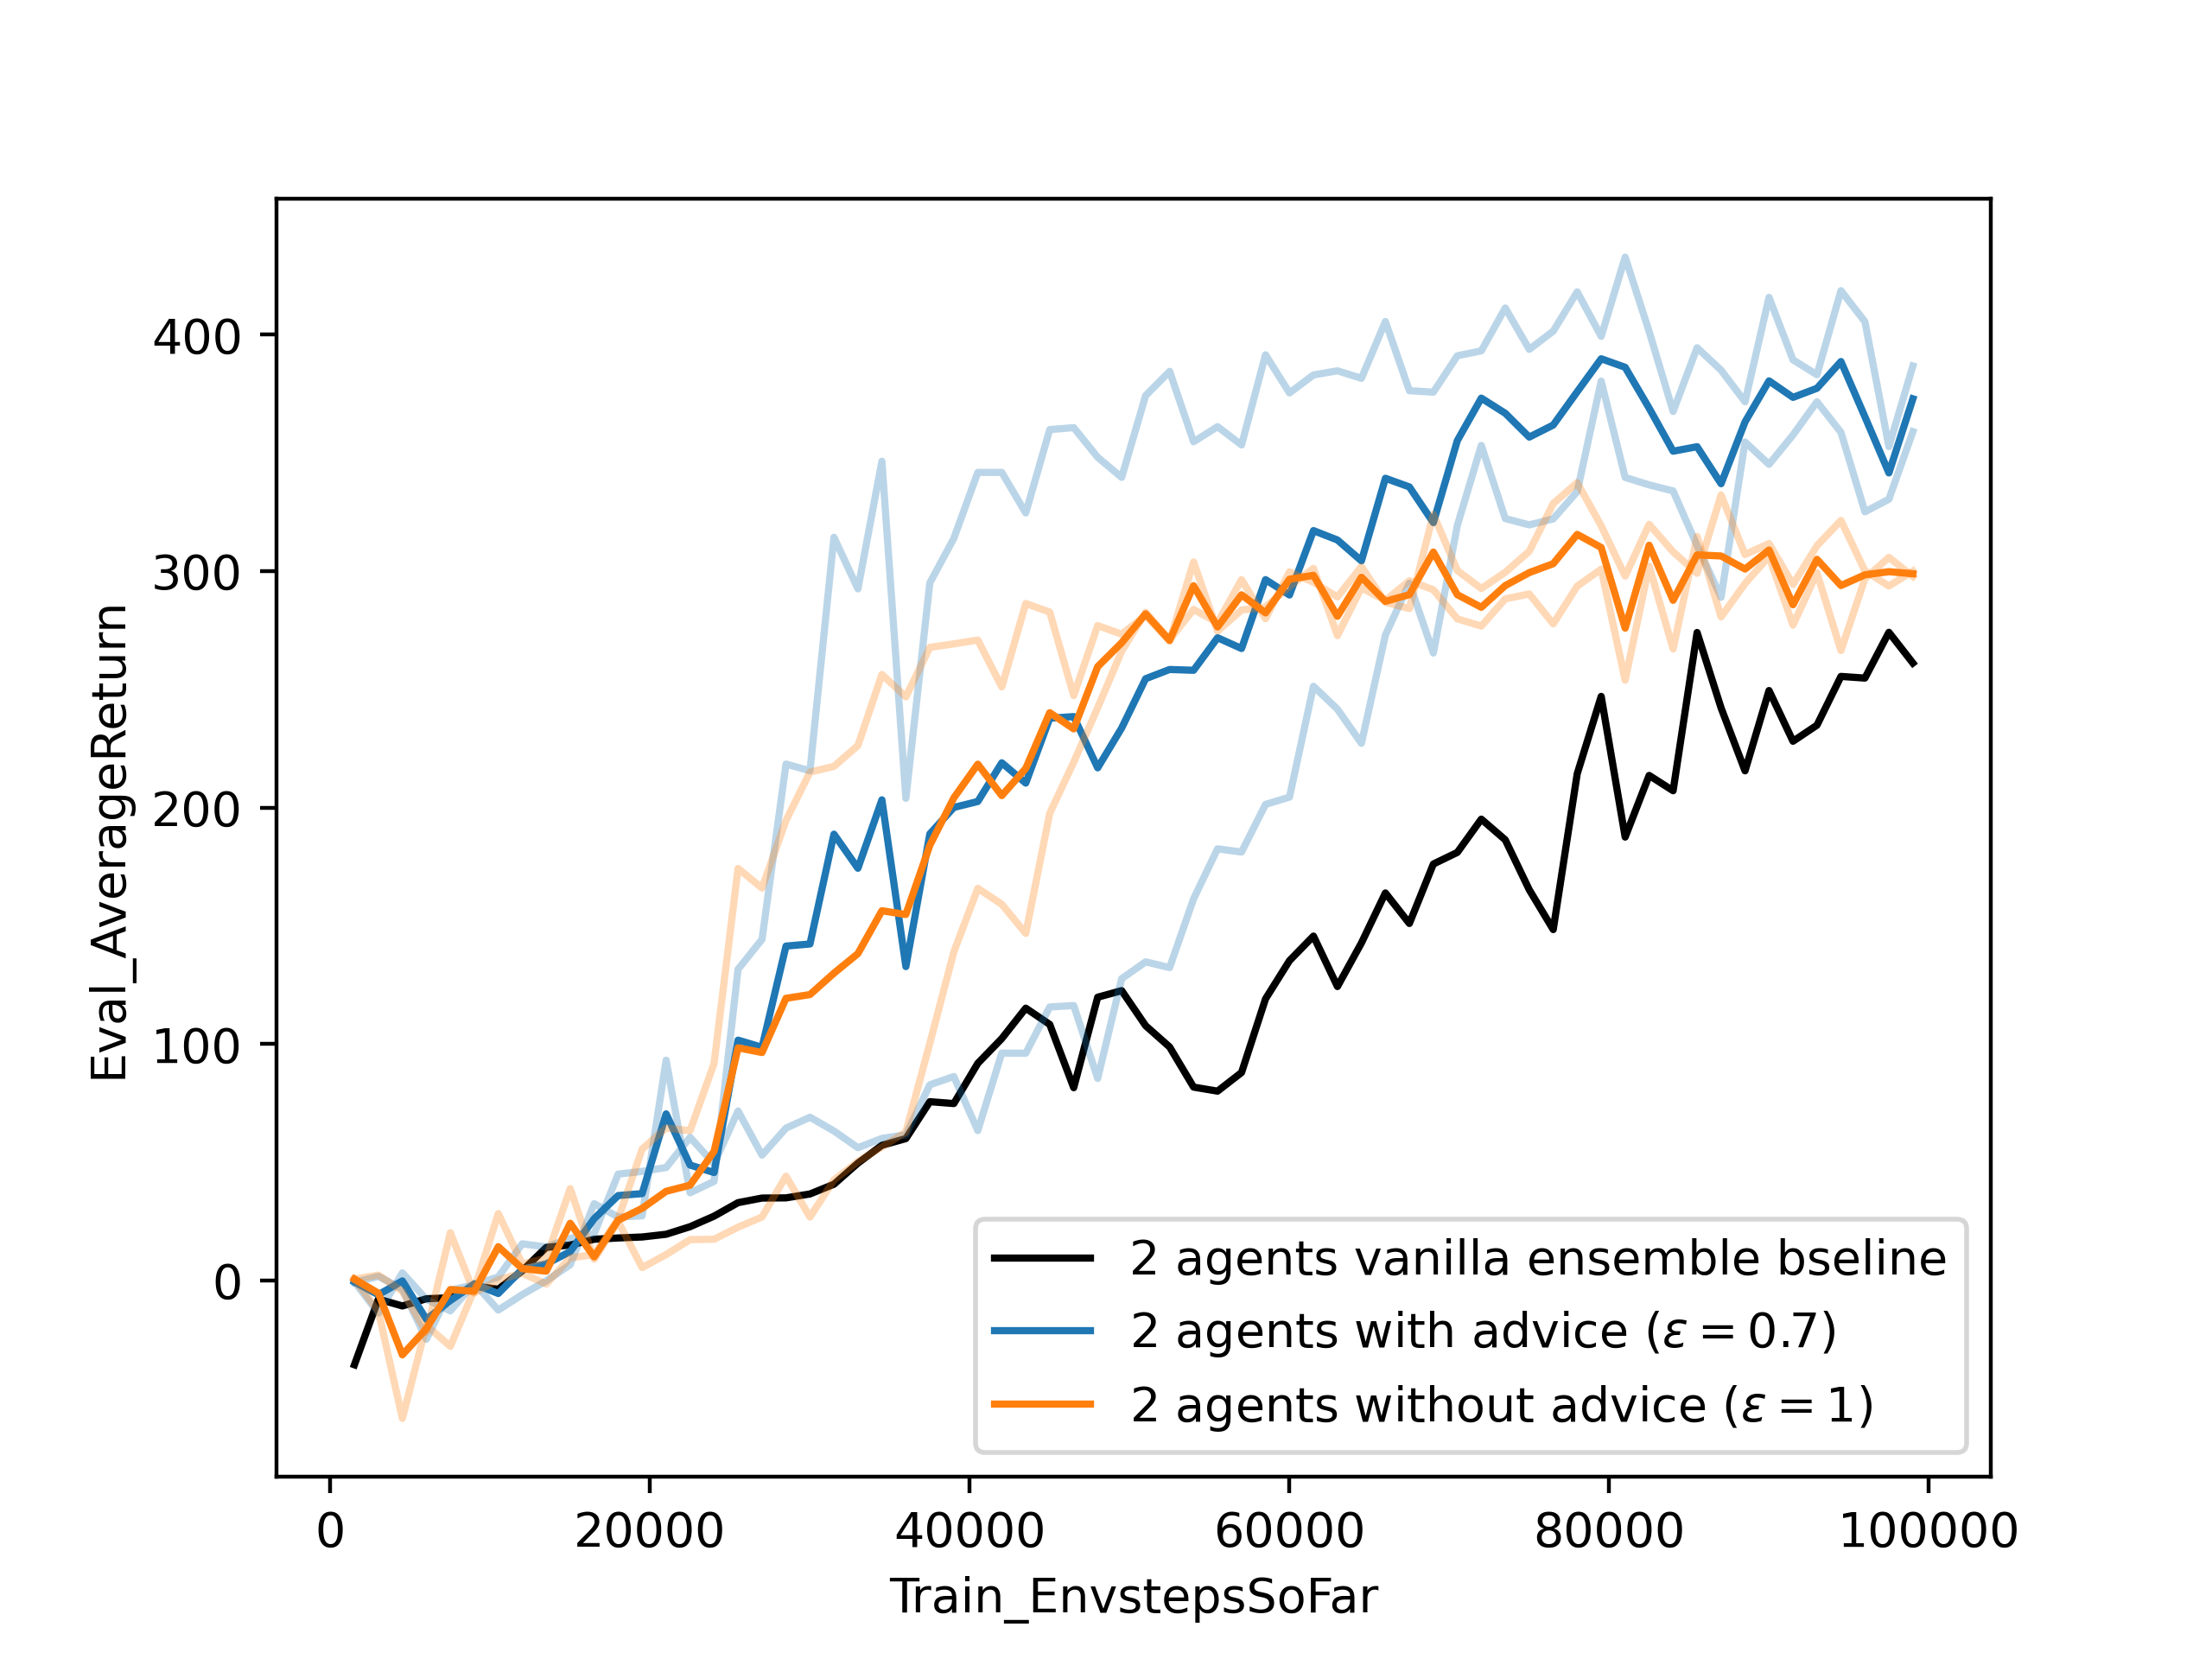 400
300
200
100
0
Eval_AverageReturn
2 agents vanilla ensemble bseline
2 agents with advice (ε = 0.7)
2 agents without advice (ε = 1)
0 20000 40000 60000 80000 100000
Train_EnvstepsSoFar